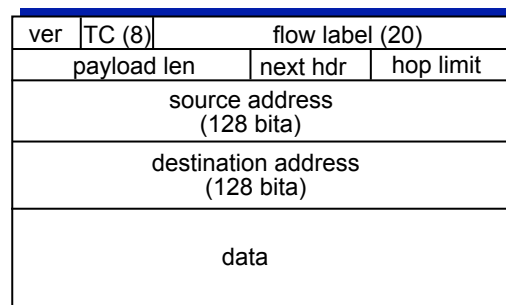 ver TC (8) flow label (20)
payload len next hdr hop limit
source address
(128 bita)
destination address
(128 bita)
data